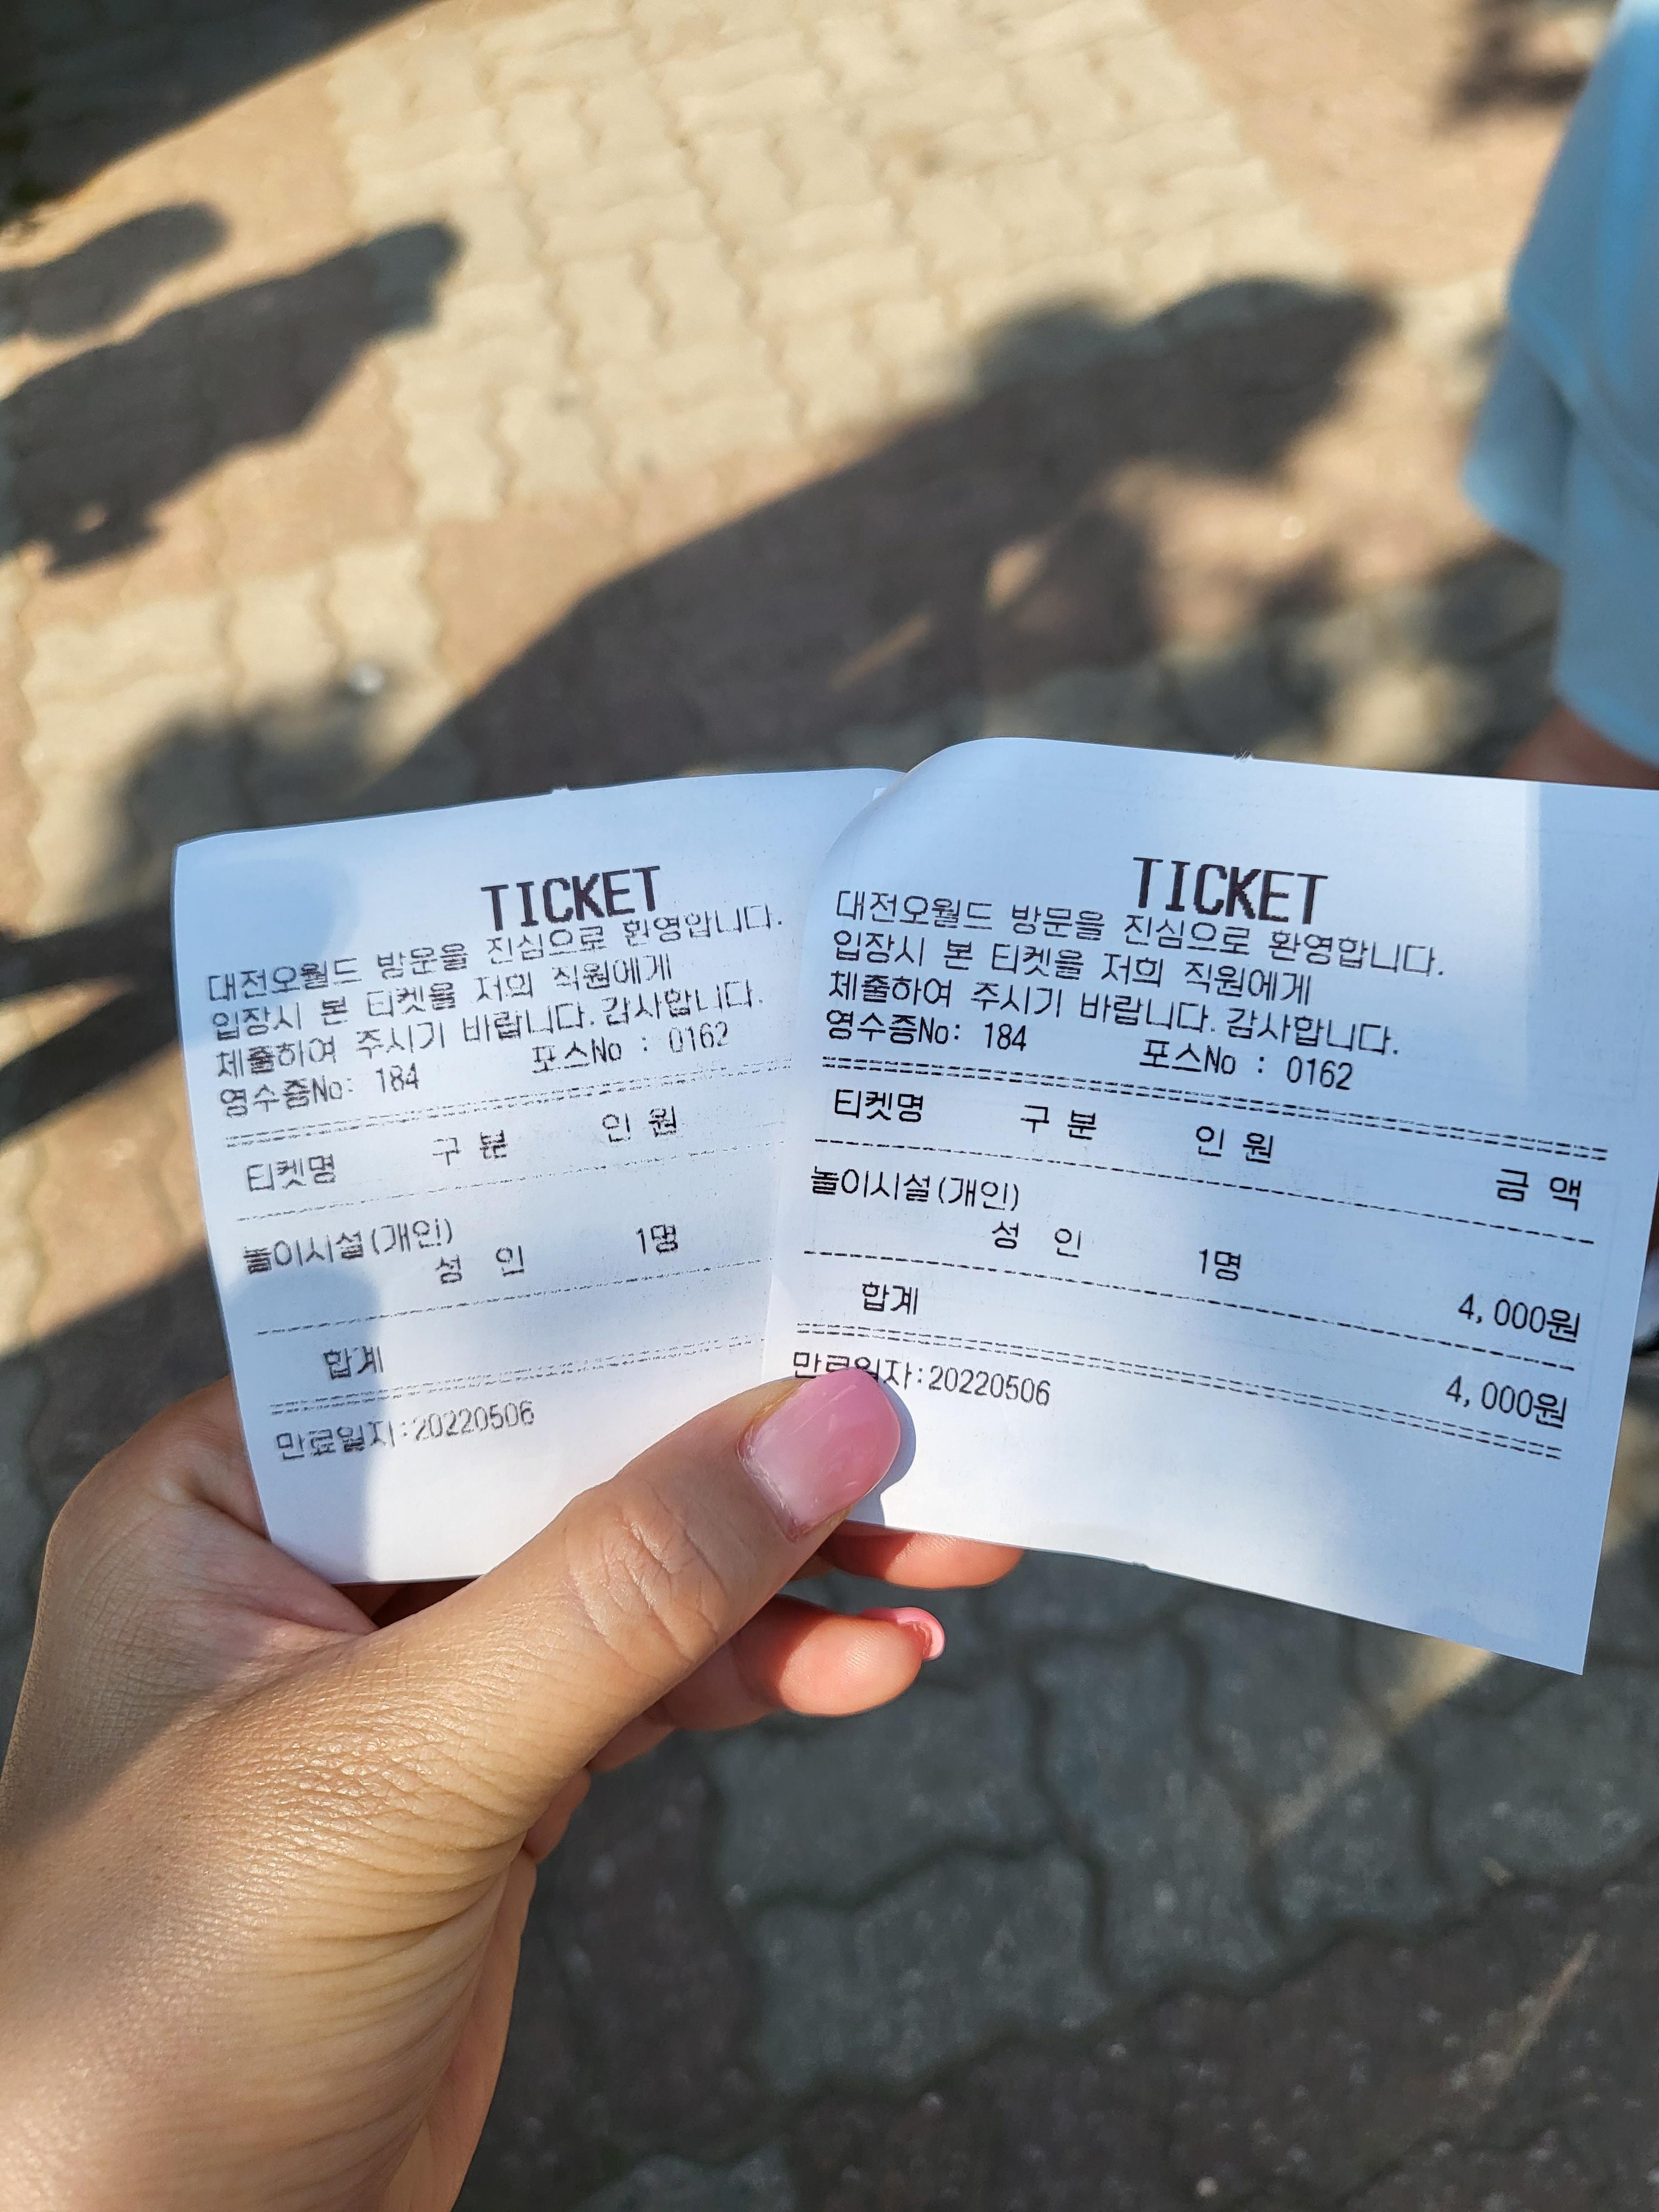 TICKET
대전오월드 방문을 진심으로 환영합니다.
입장시 본 티켓을 저희 직원에게
제출하여 주시기 바랍니다. 감사합니다.
영수증No: 184 포스No : 0162
티켓명 구 분 인 원
놀이시설(개인)
성 인 1명
합계
만료일자:20220506
TICKET
대전오월드 방문을 진심으로 환영합니다.
입장시 본 티켓을 저희 직원에게
제출하여 주시기 바랍니다. 감사합니다.
영수증No: 184 포스No : 0162
티켓명 구 분 인 원 금 액
놀이시설(개인)
성 인 1명 4,000원
합계 4,000원
만료일자:20220506